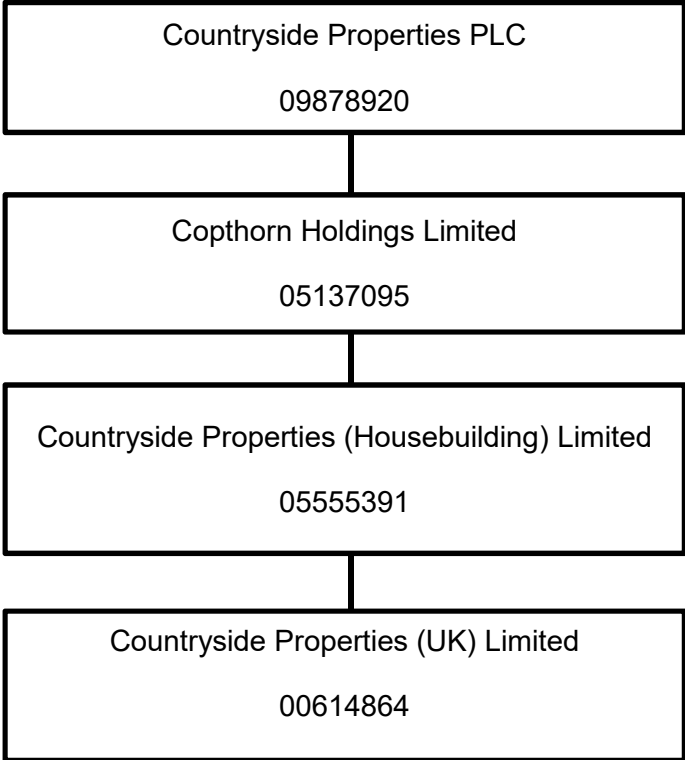 Countryside Properties PLC
09878920
Copthorn Holdings Limited
05137095
Countryside Properties (Housebuilding) Limited
05555391
Countryside Properties (UK) Limited
00614864